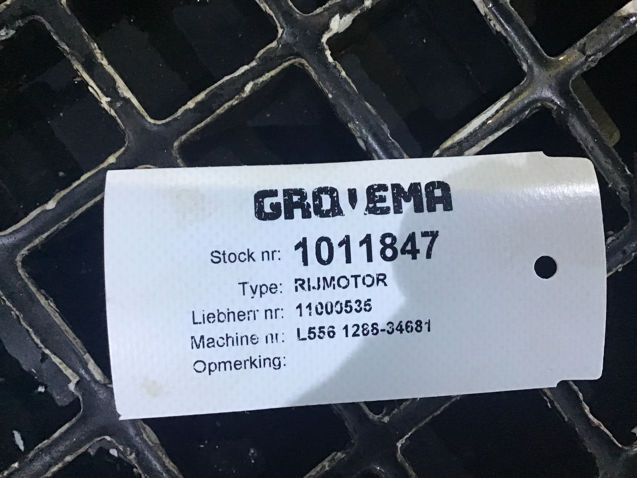 GROVEMA
Stock nr: 1011847
Type: RIJMOTOR
Liebherr nr: 11000535
Machine nr: L556 1288-34681
Opmerking: